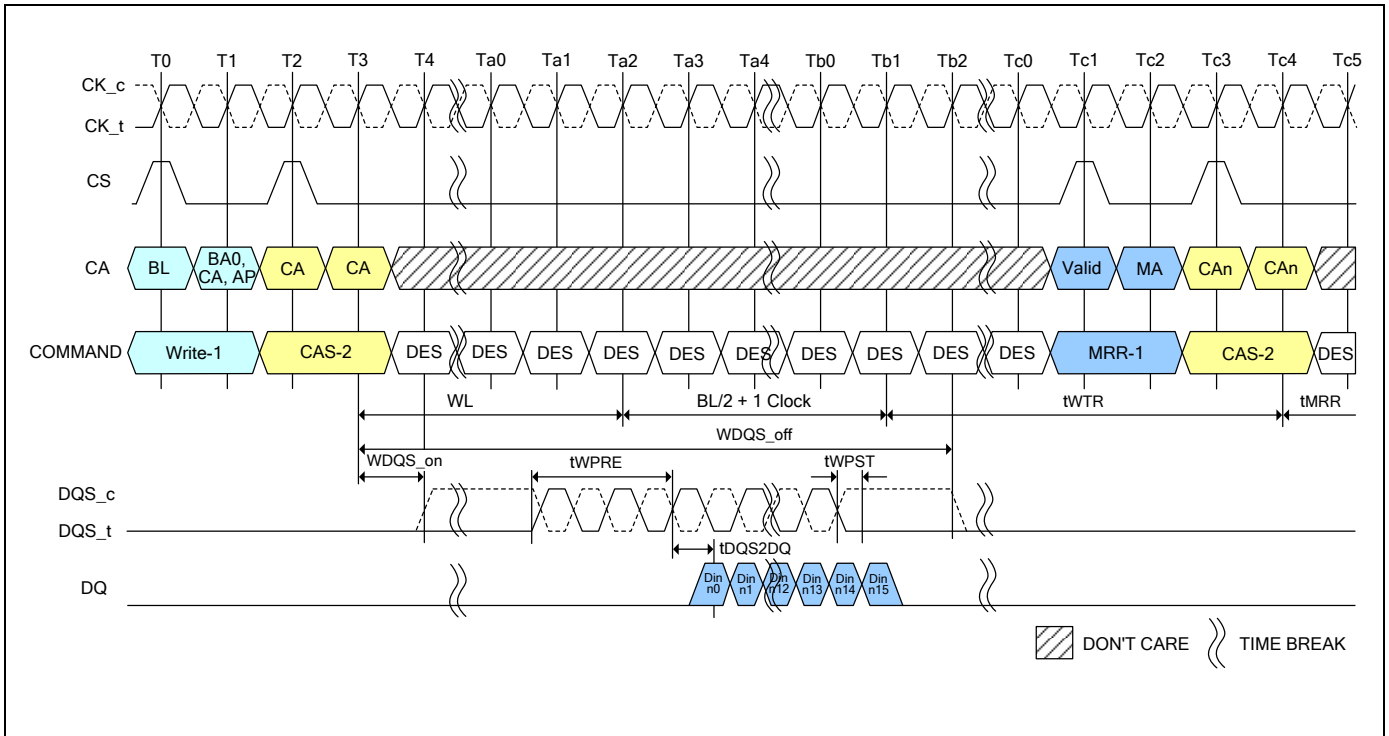 T0 T1 T2 T3 T4 Ta0 Ta1 Ta2 Ta3 Ta4 Tb0 Tb1 Tb2 Tc0 Tc1 Tc2 Tc3 Tc4 Tc5
CK_c
CK_t
CS
CA BL BA0, CA, AP CA CA Valid MA CAn CAn
COMMAND Write-1 CAS-2 DES DES DES DES DES DES DES DES DES DES MRR-1 CAS-2 DES
WL BL/2 + 1 Clock tWTR tMRR
WDQS_off
WDQS_on tWPRE tWPST
DQS_c
DQS_t
tDQS2DQ
DQ Din n0 Din n1 Din n12 Din n13 Din n14 Din n15
DON'T CARE TIME BREAK